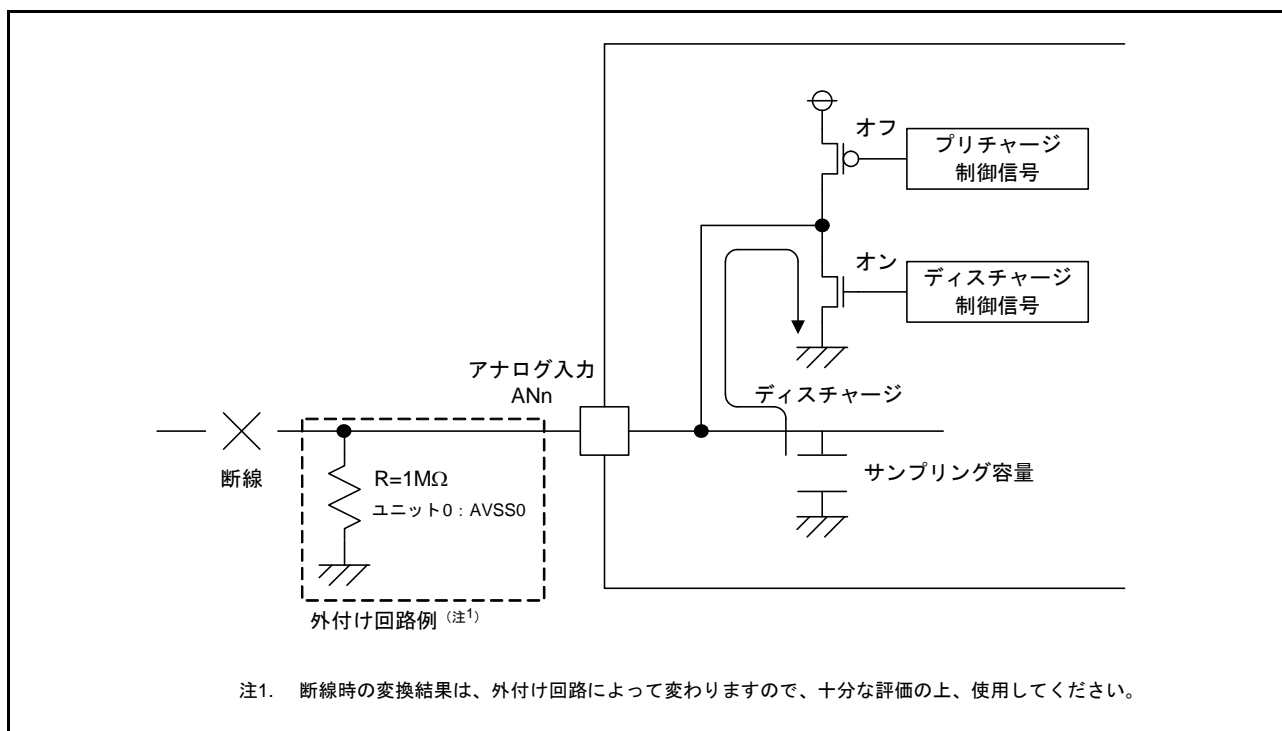 オフ
プリチャージ
制御信号
オン
ディスチャージ
制御信号
アナログ入力
ANn
ディスチャージ
断線
R=1MΩ
ユニット0：AVSS0
サンプリング容量
外付け回路例（注1）
注1. 断線時の変換結果は、外付け回路によって変わりますので、十分な評価の上、使用してください。